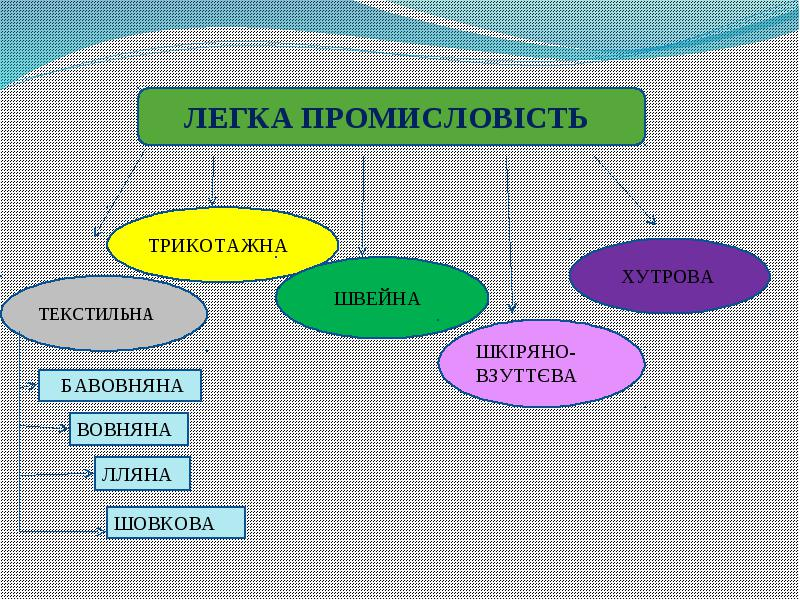 ЛЕГКА ПРОМИСЛОВІСТЬ
ТРИКОТАЖНА
ХУТРОВА
ШВЕЙНА
ТЕКСТИЛЬНА
ШКІРЯНО-
ВЗУТТЄВА
БАВОВНЯНА
ВОВНЯНА
ЛЛЯНА
ШОВКОВА